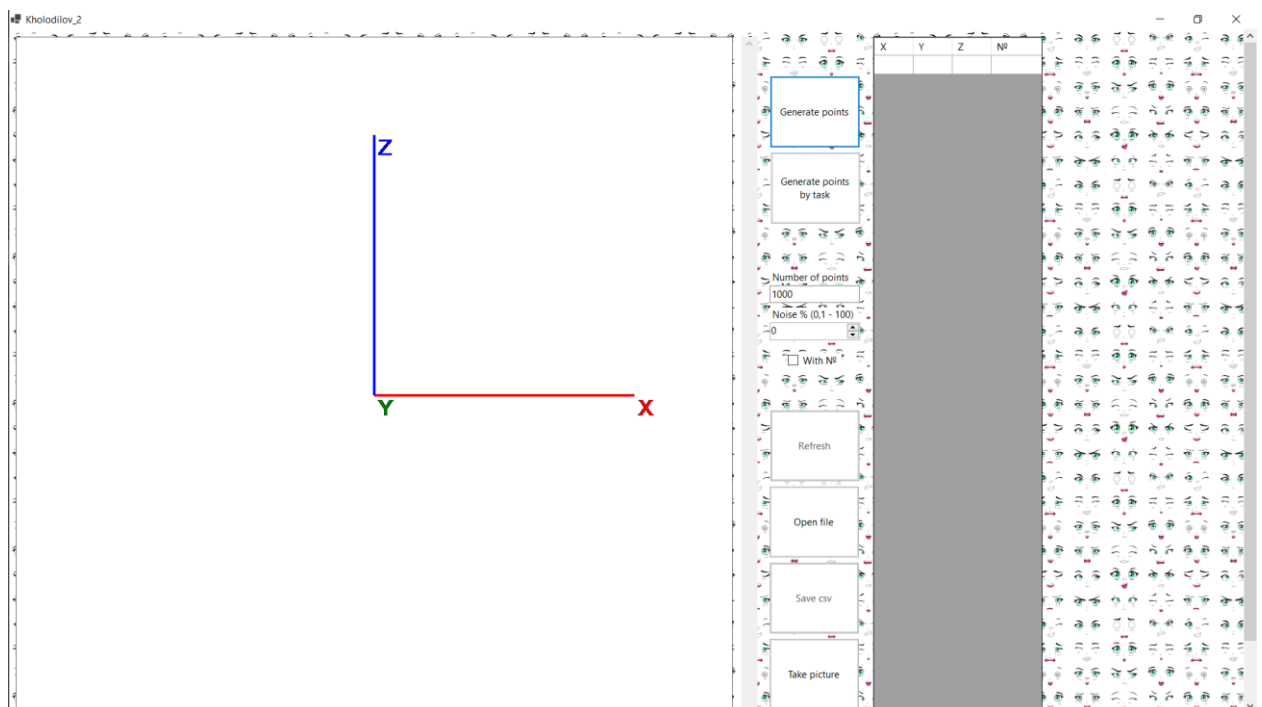 Kholodilov_2
Z
Y
X
Generate points
Generate points
by task
Number of points
1000
Noise % (0,1 - 100)
0
With №
Refresh
Open file
Save csv
Take picture
X Y Z №